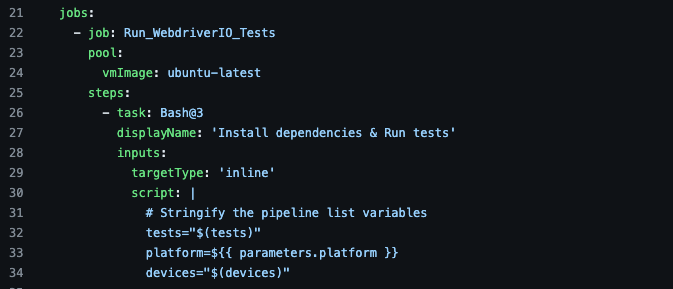 21 jobs:
22 - job: Run_WebdriverIO_Tests
23 pool:
24 vmImage: ubuntu-latest
25 steps:
26 - task: Bash@3
27 displayName: 'Install dependencies & Run tests'
28 inputs:
29 targetType: 'inline'
30 script: |
31 # Stringify the pipeline list variables
32 tests="$(tests)"
33 platform=${{ parameters.platform }}
34 devices="$(devices)"